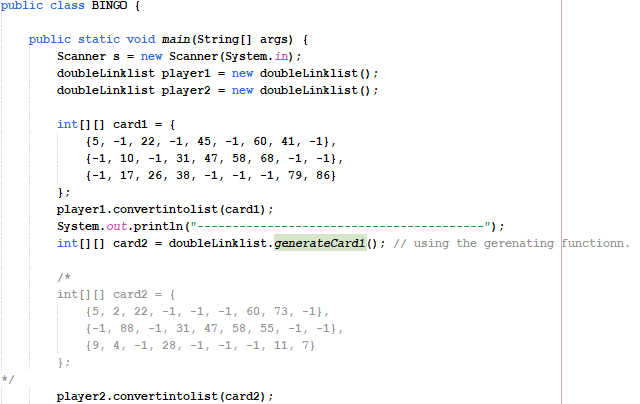 public class BINGO {
public static void main(String[] args) {
Scanner s = new Scanner(System.in);
doubleLinklist player1 = new doubleLinklist();
doubleLinklist player2 = new doubleLinklist();
int[][] card1 = {
{5, -1, 22, -1, 45, -1, 60, 41, -1},
{-1, 10, -1, 31, 47, 58, 68, -1, -1},
{-1, 17, 26, 38, -1, -1, -1, 79, 86}
};
player1.convertintolist(card1);
System.out.println("-----------------------------------------");
int[][] card2 = doubleLinklist.generateCard1(); // using the gerenating functionn.
/*
int[][] card2 = {
{5, 2, 22, -1, -1, -1, 60, 73, -1},
{-1, 88, -1, 31, 47, 58, 55, -1, -1},
{9, 4, -1, 28, -1, -1, -1, 11, 7}
};
*/
player2.convertintolist(card2);